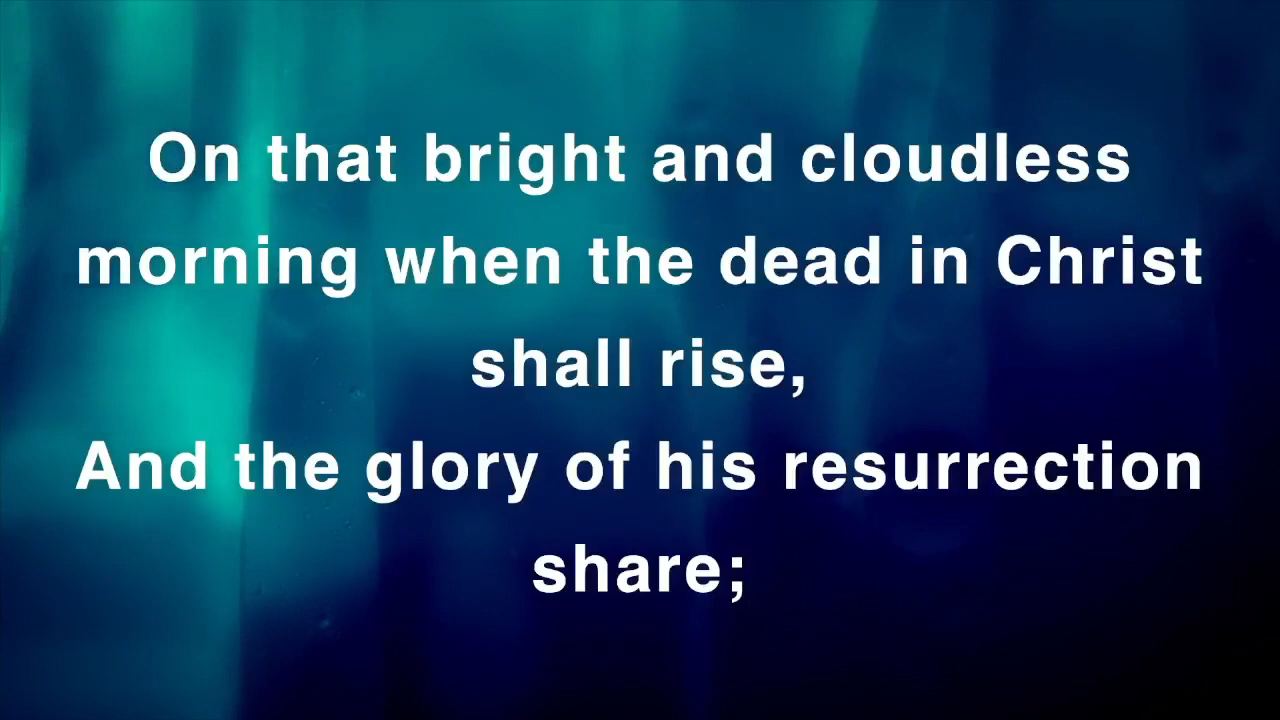 On that bright and cloudless
morning when the dead in Christ
shall rise,
And the glory of his resurrection
share;